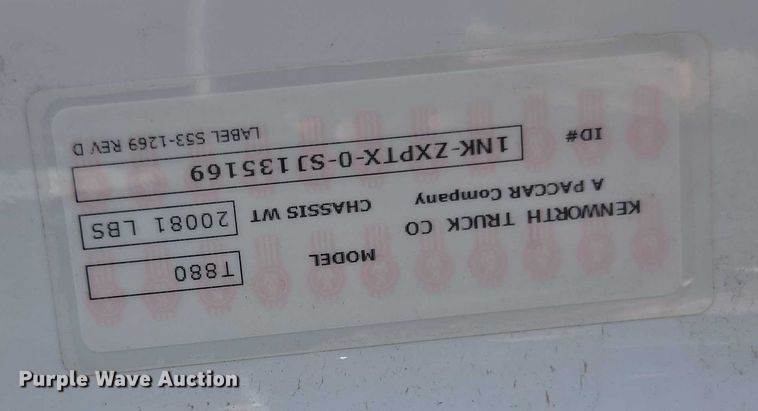 KENWORTH TRUCK CO
A PACCAR Company
MODEL
T880
CHASSIS WT
20081 LBS
ID#
1NK-ZXPTX-0-SJ135169
LABEL S53-1269 REV D
Purple Wave Auction